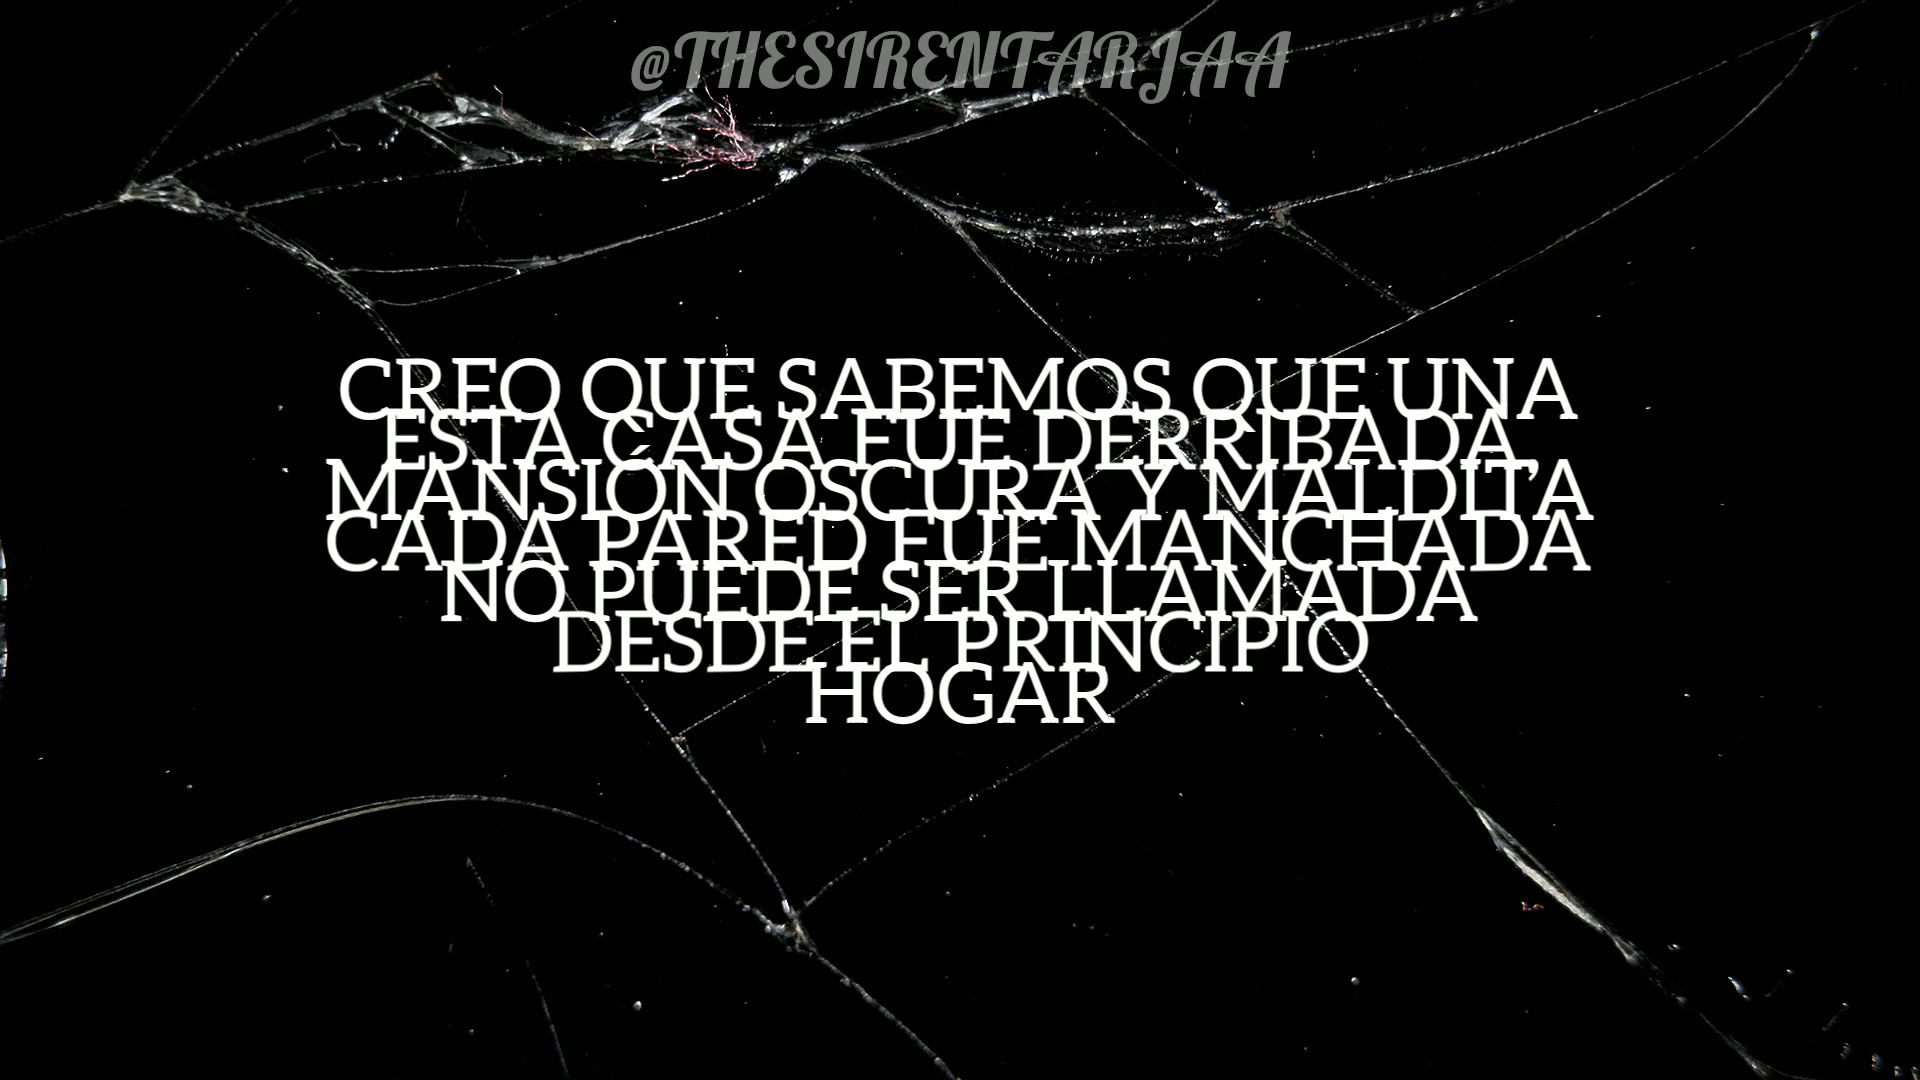 @THESIRENTARJAA
CREO QUE SABEMOS QUE UNA
ESTA CASA FUE DERRIBADA,
MANSIÓN OSCURA Y MALDITA
CADA PARED FUE MANCHADA
NO PUEDE SER LLAMADA
DESDE EL PRINCIPIO
HOGAR